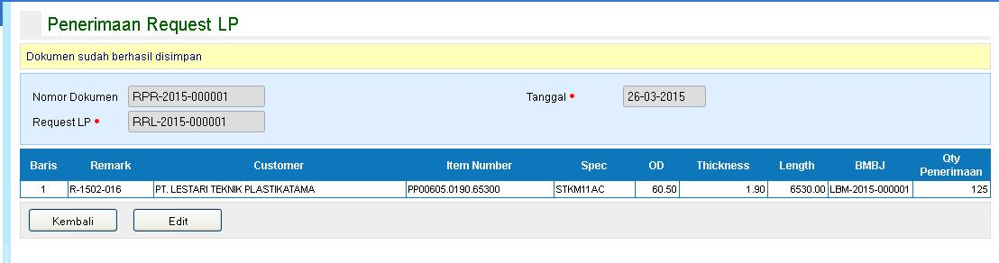 Penerimaan Request LP
Dokumen sudah berhasil disimpan
Nomor Dokumen RPR-2015-000001 Tanggal • 26-03-2015
Request LP • RRL-2015-000001
Baris Remark Customer Item Number Spec OD Thickness Length BMBJ Qty Penerimaan
1 R-1502-016 PT. LESTARI TEKNIK PLASTIKATAMA PP00605.0190.65300 STKM11AC 60.50 1.90 6530.00 LBM-2015-000001 125
Kembali Edit